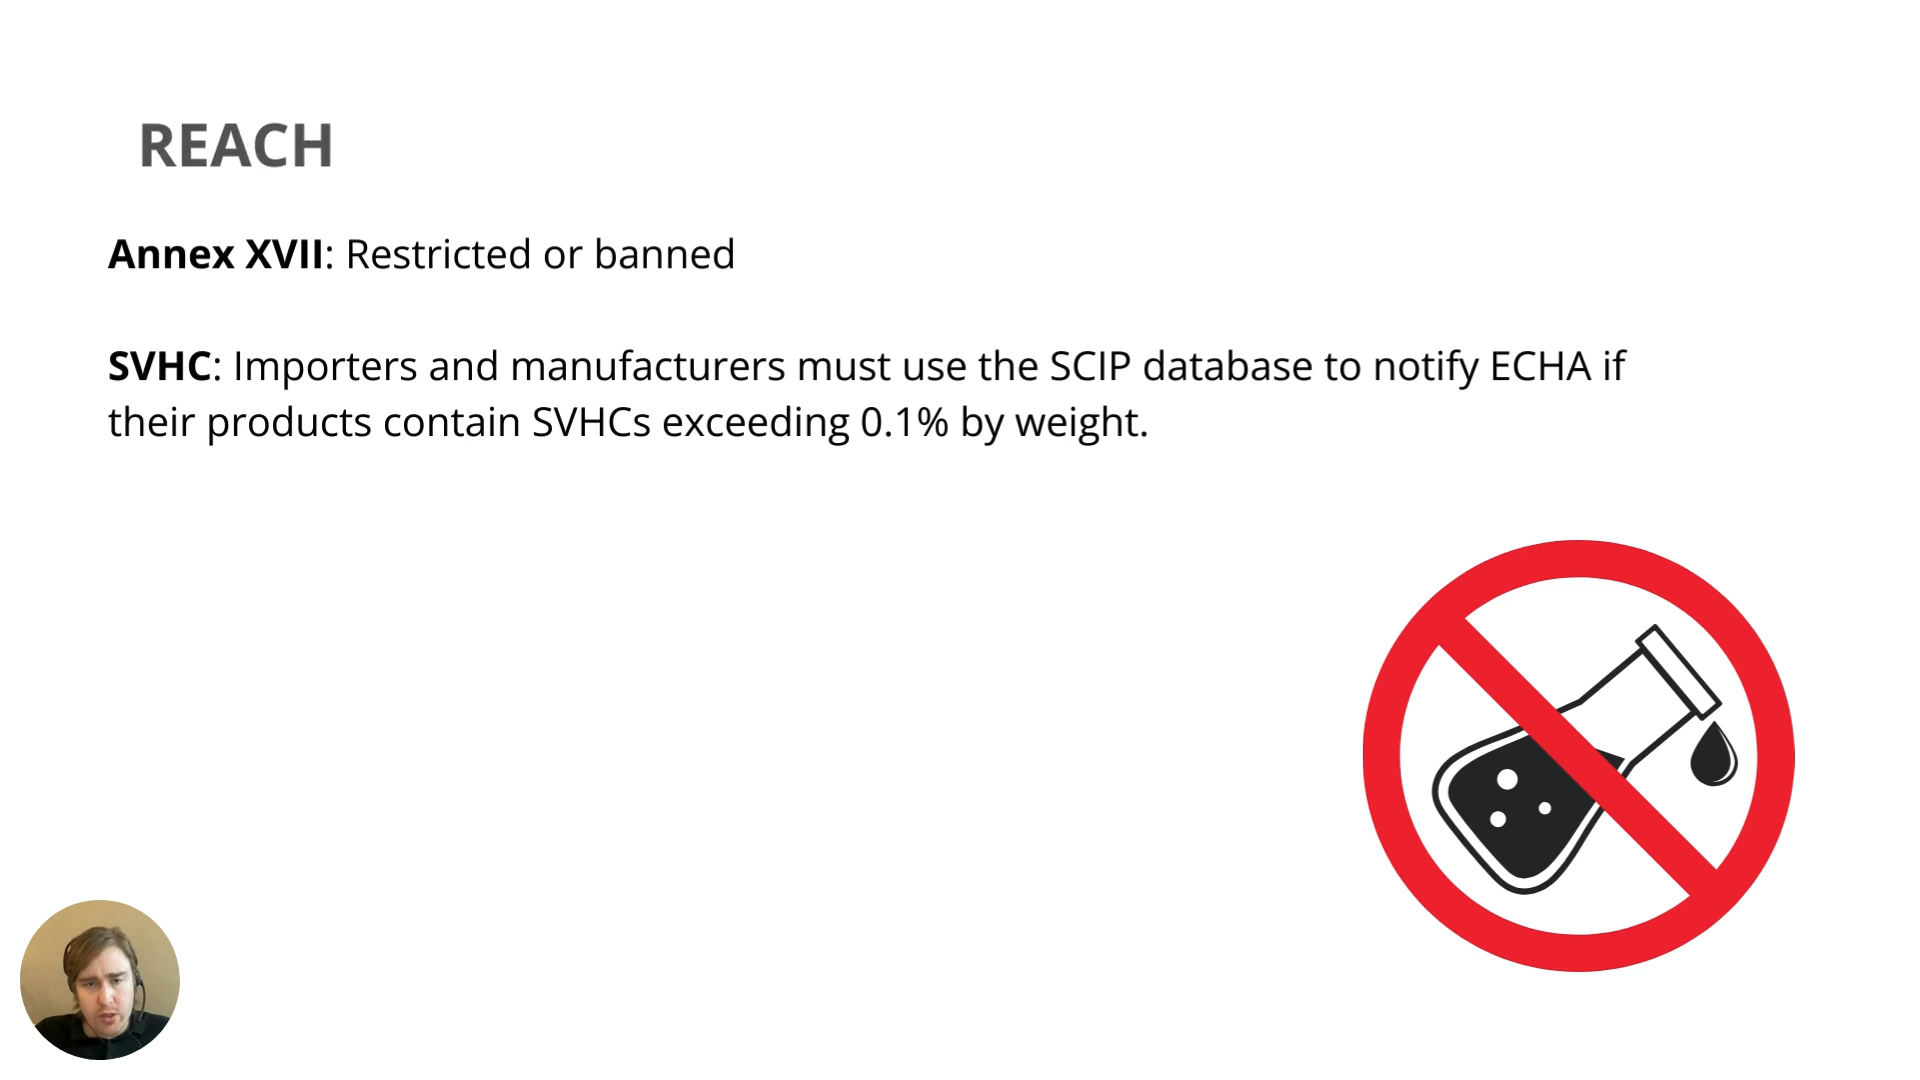 REACH
Annex XVII: Restricted or banned
SVHC: Importers and manufacturers must use the SCIP database to notify ECHA if
their products contain SVHCs exceeding 0.1% by weight.